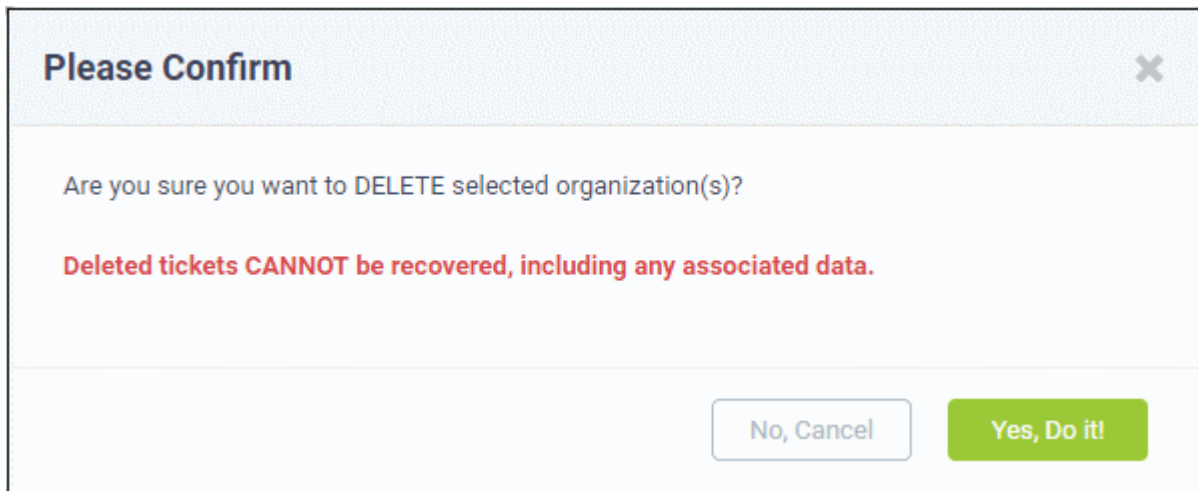 Please Confirm
Are you sure you want to DELETE selected organization(s)?
Deleted tickets CANNOT be recovered, including any associated data.
No, Cancel
Yes, Do it!